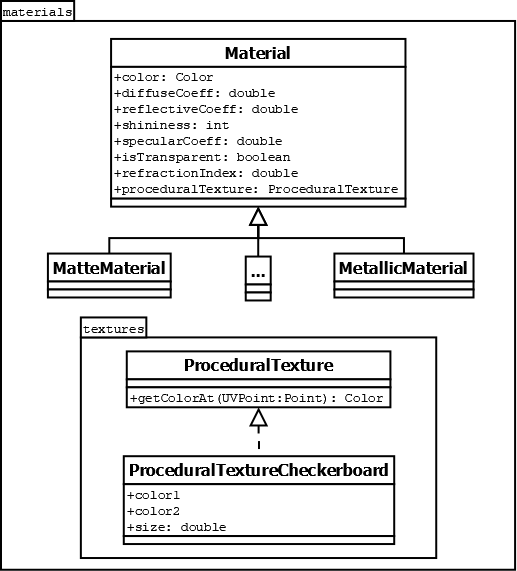 materials
Material
+color: Color
+diffuseCoeff: double
+reflectiveCoeff: double
+shininess: int
+specularCoeff: double
+isTransparent: boolean
+refractionIndex: double
+proceduralTexture: ProceduralTexture
MatteMaterial
...
MetallicMaterial
textures
ProceduralTexture
+getColorAt(UVPoint:Point): Color
ProceduralTextureCheckerboard
+color1
+color2
+size: double